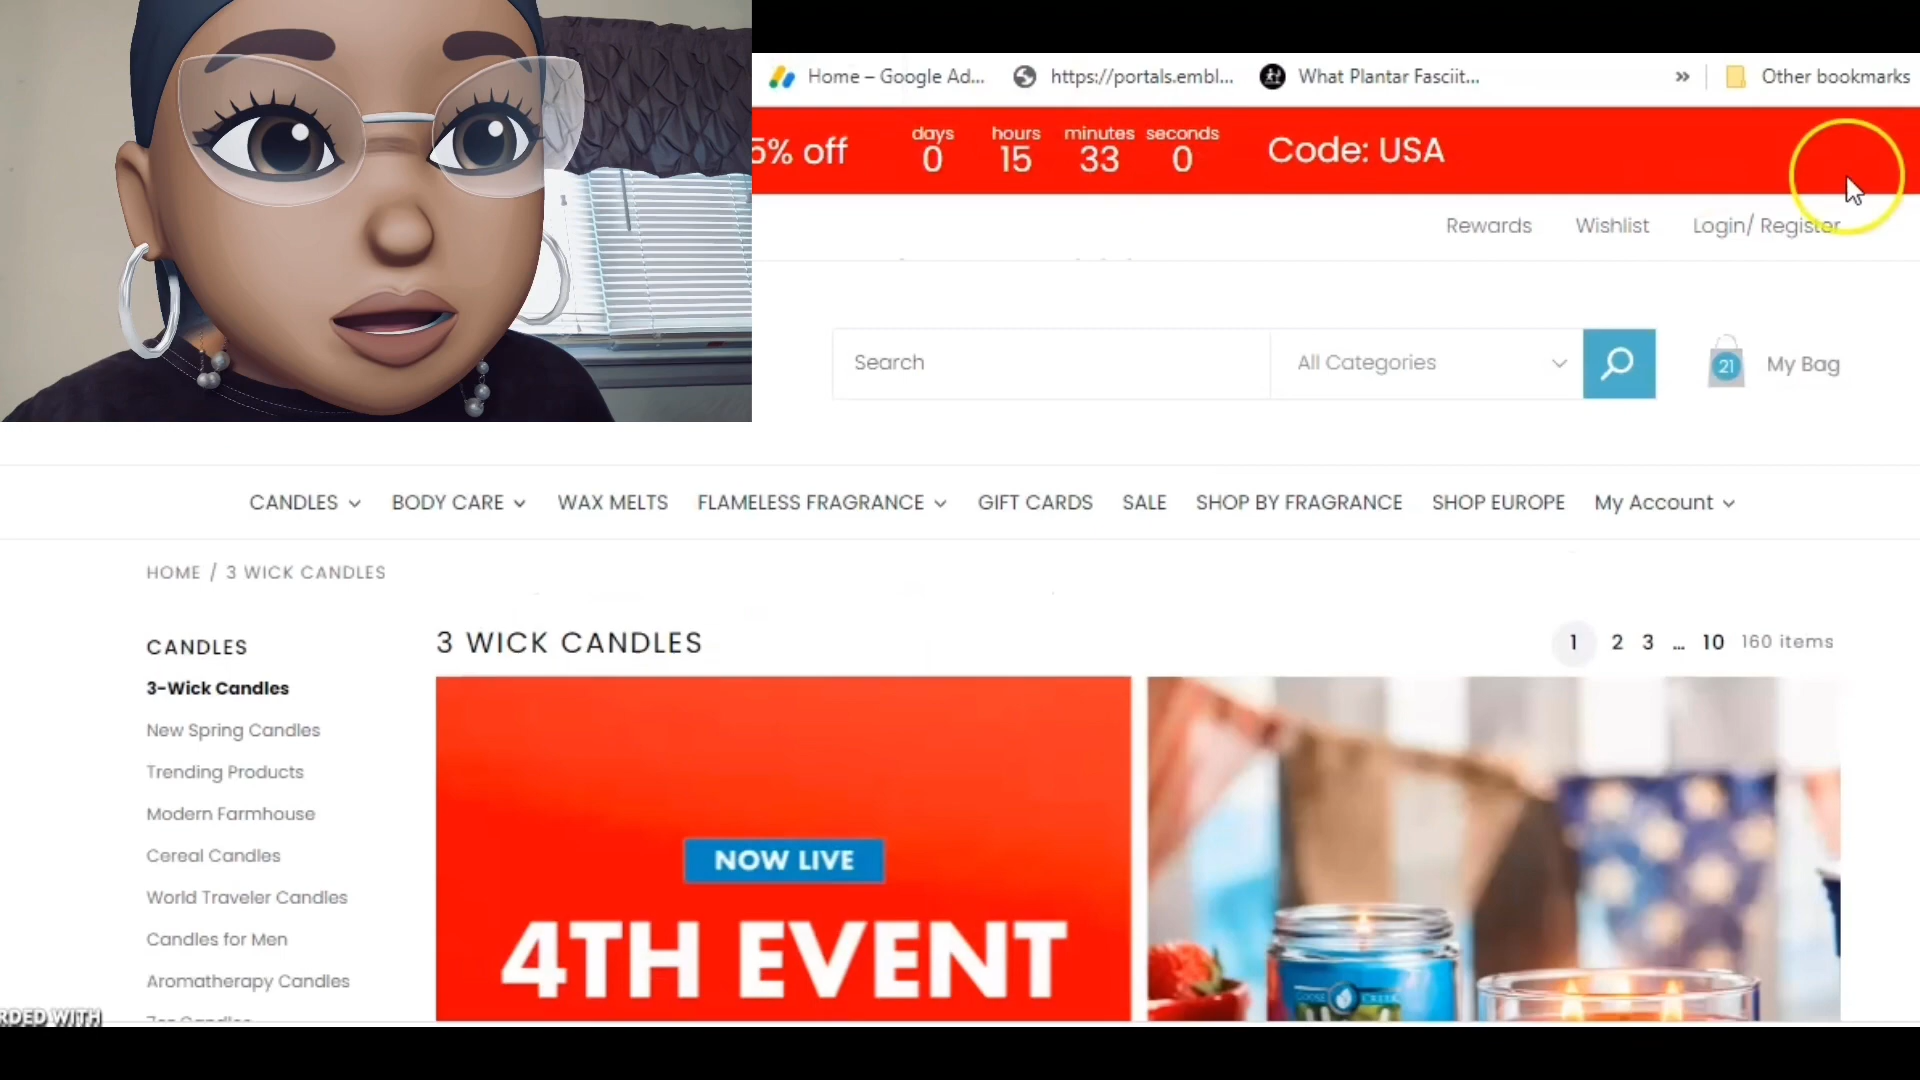 Home – Google Ad...
https://portals.embl...
What Plantar Fasciit...
»
Other bookmarks
5% off
days
0
hours
15
minutes
33
seconds
0
Code: USA
Rewards
Wishlist
Login/ Register
Search
All Categories
21
My Bag
CANDLES
BODY CARE
WAX MELTS
FLAMELESS FRAGRANCE
GIFT CARDS
SALE
SHOP BY FRAGRANCE
SHOP EUROPE
My Account
HOME / 3 WICK CANDLES
CANDLES
3-Wick Candles
New Spring Candles
Trending Products
Modern Farmhouse
Cereal Candles
World Traveler Candles
Candles for Men
Aromatherapy Candles
3 WICK CANDLES
1 2 3 ... 10 160 items
NOW LIVE
4TH EVENT
GOOSE CREEK
RDED WITH